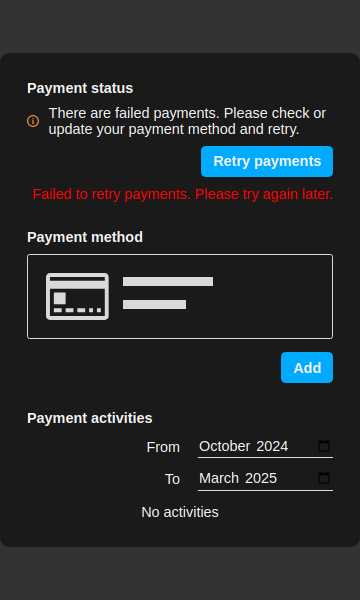 Payment status
There are failed payments. Please check or
update your payment method and retry.
Retry payments
Failed to retry payments. Please try again later.
Payment method
Add
Payment activities
From October 2024
To March 2025
No activities